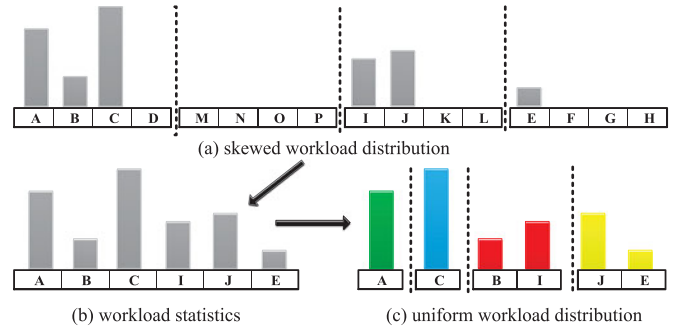 A B C D M N O P I J K L E F G H
(a) skewed workload distribution
A B C I J E
A C B I J E
(b) workload statistics
(c) uniform workload distribution